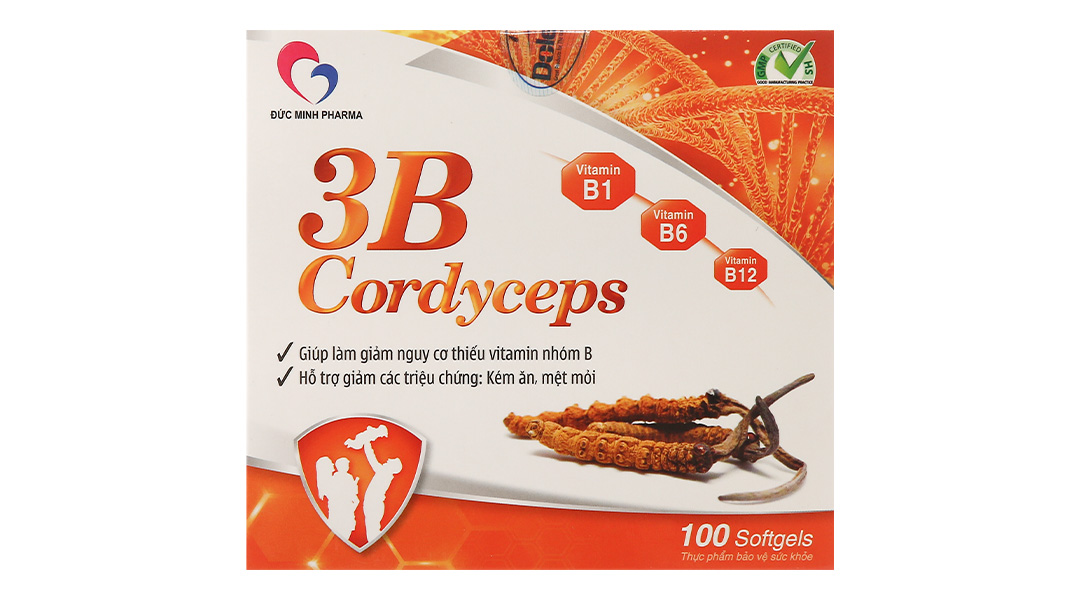 ĐỨC MINH PHARMA
GMP CERTIFIED HS
GOOD MANUFACTURING PRACTICE
3B
Cordyceps
Vitamin
B1
Vitamin
B6
Vitamin
B12
Giúp làm giảm nguy cơ thiếu vitamin nhóm B
Hỗ trợ giảm các triệu chứng: Kém ăn, mệt mỏi
100 Softgels
Thực phẩm bảo vệ sức khỏe